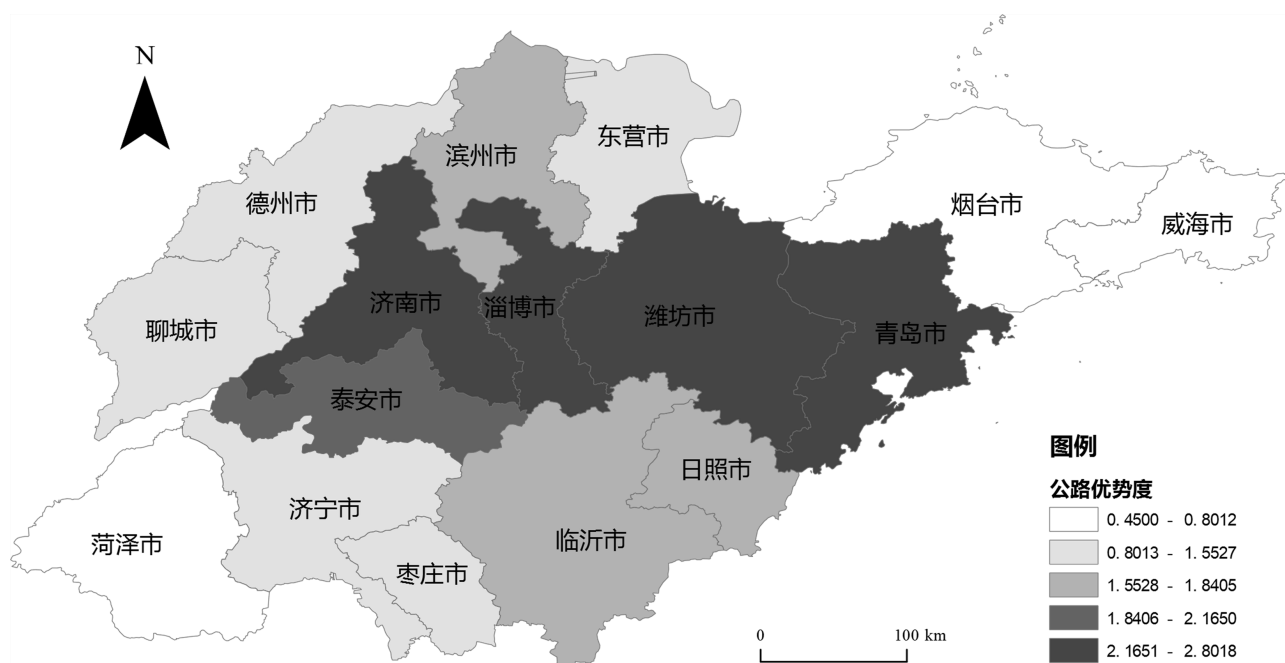 N
滨州市
东营市
德州市
烟台市
威海市
济南市
淄博市
潍坊市
聊城市
青岛市
泰安市
日照市
济宁市
临沂市
菏泽市
枣庄市
图例
公路优势度
0.4500 - 0.8012
0.8013 - 1.5527
1.5528 - 1.8405
1.8406 - 2.1650
2.1651 - 2.8018
0 100 km